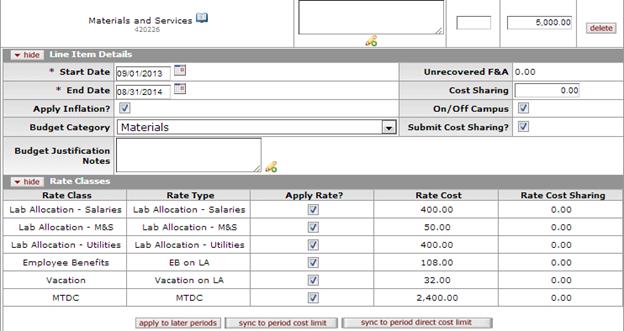 Materials and Services
420226
5,000.00
delete
hide Line Item Details
* Start Date 09/01/2013 Unrecovered F&A 0.00
* End Date 08/31/2014 Cost Sharing 0.00
Apply Inflation? On/Off Campus
Budget Category Materials Submit Cost Sharing?
Budget Justification
Notes
hide Rate Classes
Rate Class Rate Type Apply Rate? Rate Cost Rate Cost Sharing
Lab Allocation - Salaries Lab Allocation - Salaries 400.00 0.00
Lab Allocation - M&S Lab Allocation - M&S 50.00 0.00
Lab Allocation - Utilities Lab Allocation - Utilities 400.00 0.00
Employee Benefits EB on LA 108.00 0.00
Vacation Vacation on LA 32.00 0.00
MTDC MTDC 2,400.00 0.00
apply to later periods sync to period cost limit sync to period direct cost limit